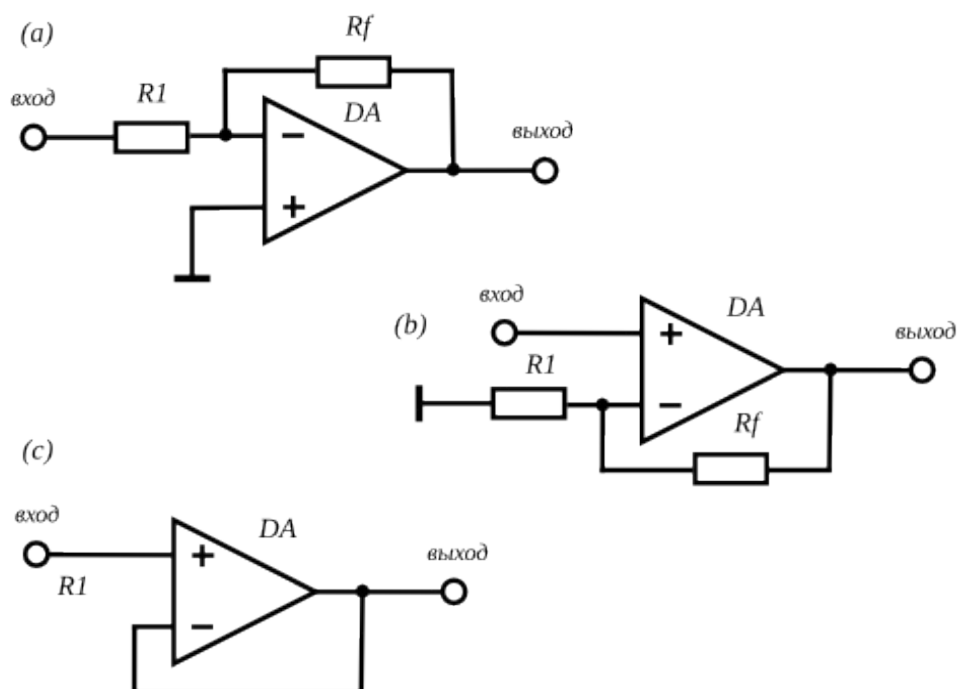 (a)
Rf
вход
R1
DA
выход
−
+
вход
DA
(b)
выход
+
R1
−
Rf
(c)
вход
DA
выход
+
R1
−